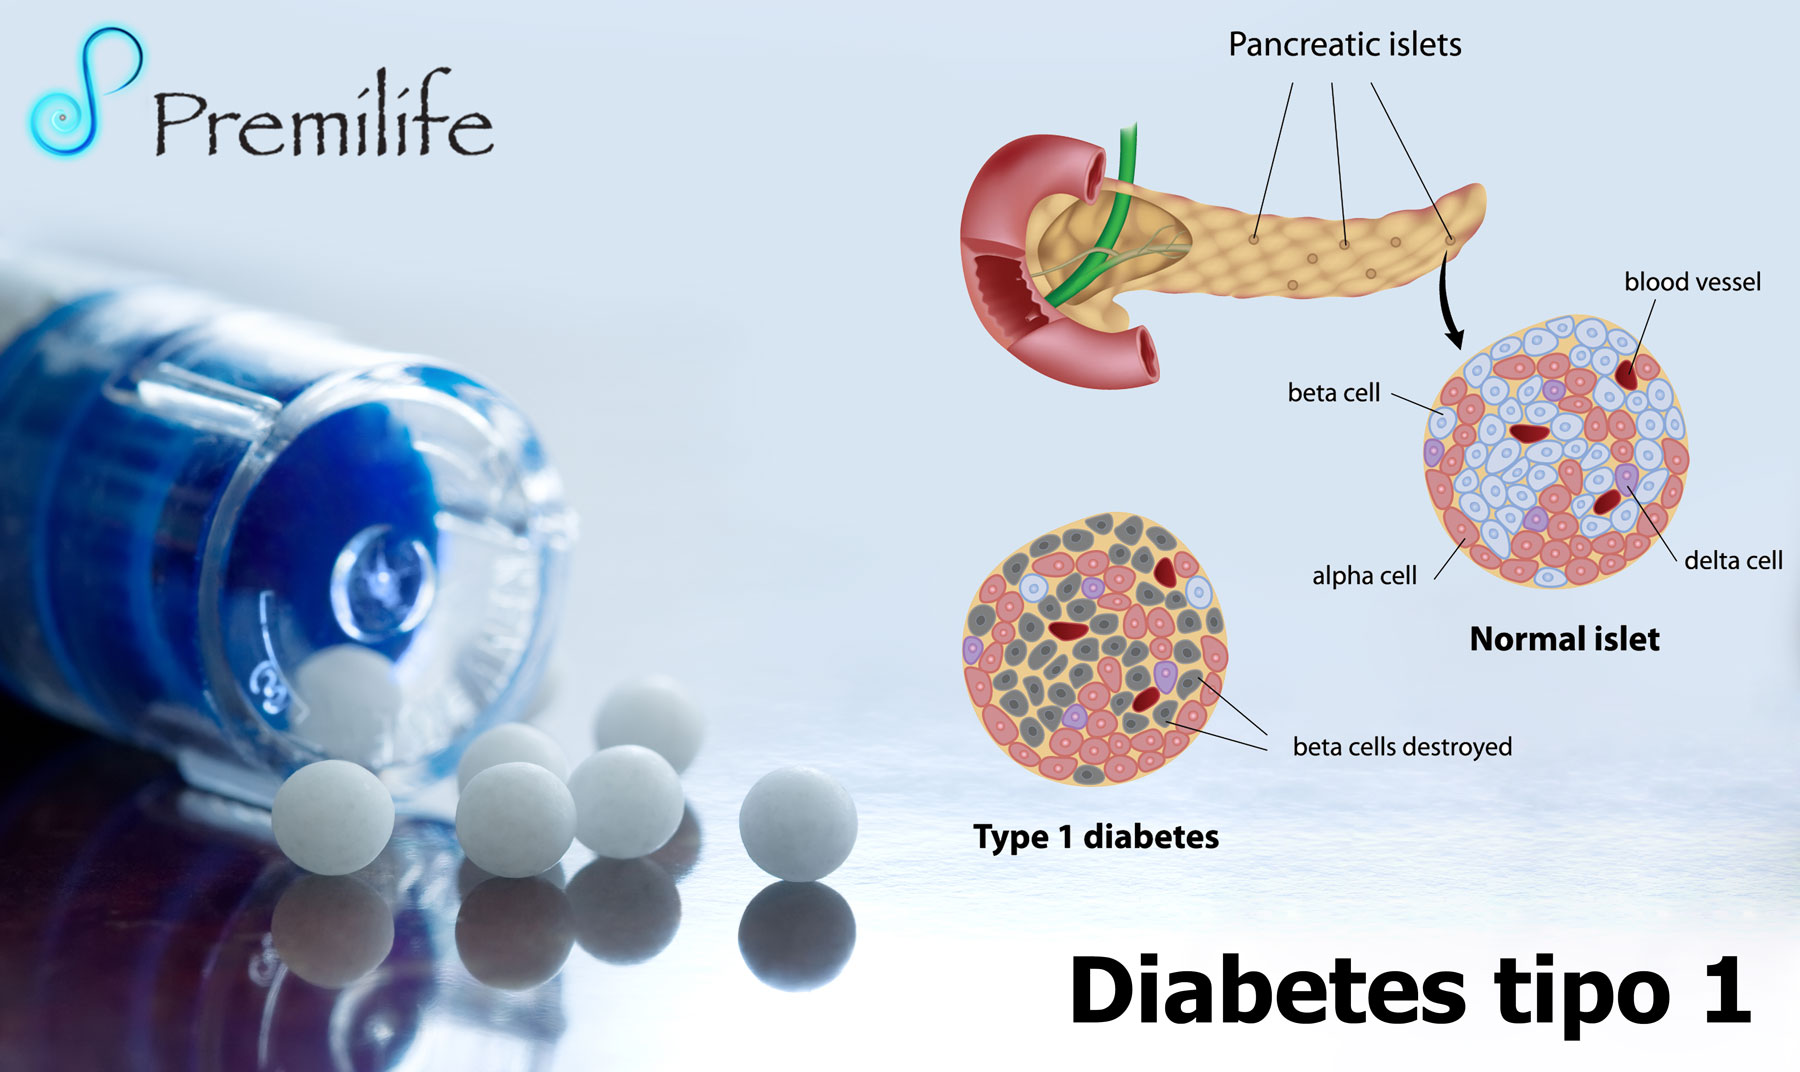 Premilife
Pancreatic islets
blood vessel
beta cell
alpha cell
delta cell
Normal islet
beta cells destroyed
Type 1 diabetes
Diabetes tipo 1